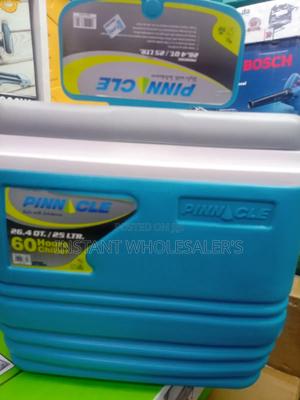 PINNACLE
26.4 QT. / 25 LTR.
BOSCH
PINNACLE
PINNACLE
26.4 QT. / 25 LTR.
60 Hours
POSTED ON
INSTANT WHOLESALER'S